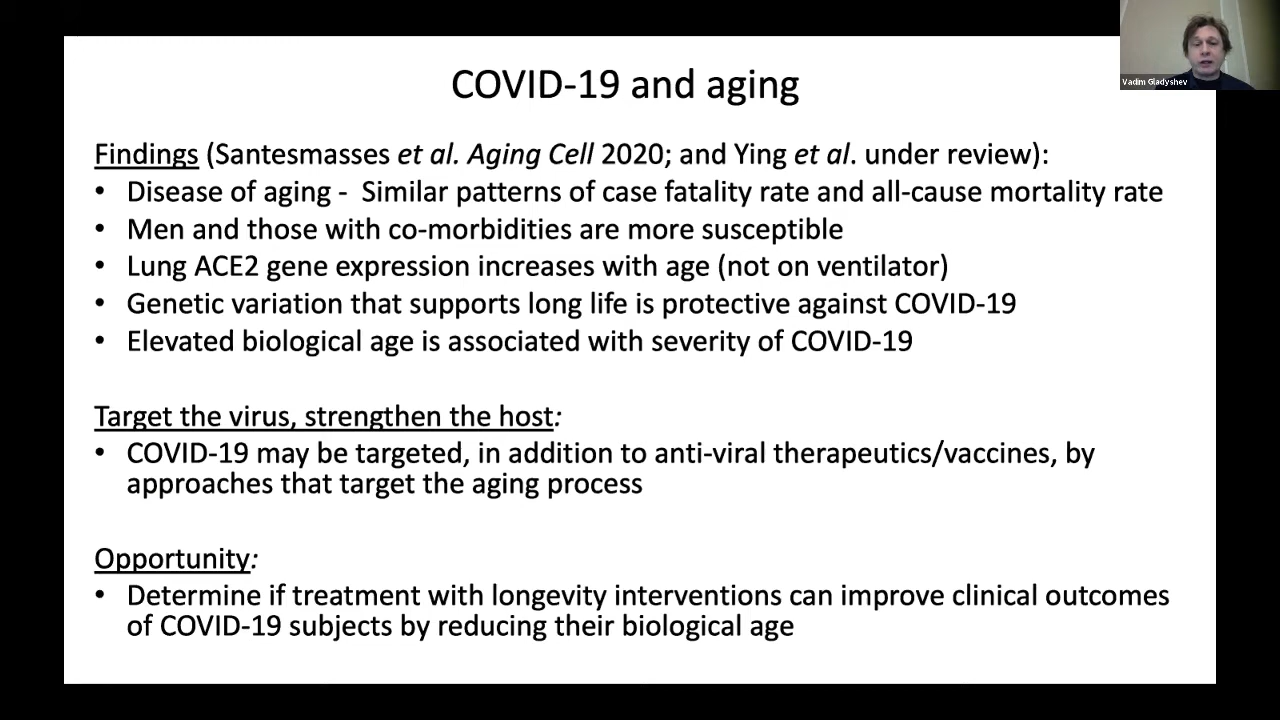 COVID-19 and aging
Vadim Gladyshev
Findings (Santesmasses et al. Aging Cell 2020; and Ying et al. under review):
• Disease of aging -  Similar patterns of case fatality rate and all-cause mortality rate
• Men and those with co-morbidities are more susceptible
• Lung ACE2 gene expression increases with age (not on ventilator)
• Genetic variation that supports long life is protective against COVID-19
• Elevated biological age is associated with severity of COVID-19
Target the virus, strengthen the host:
• COVID-19 may be targeted, in addition to anti-viral therapeutics/vaccines, by
approaches that target the aging process
Opportunity:
• Determine if treatment with longevity interventions can improve clinical outcomes
of COVID-19 subjects by reducing their biological age